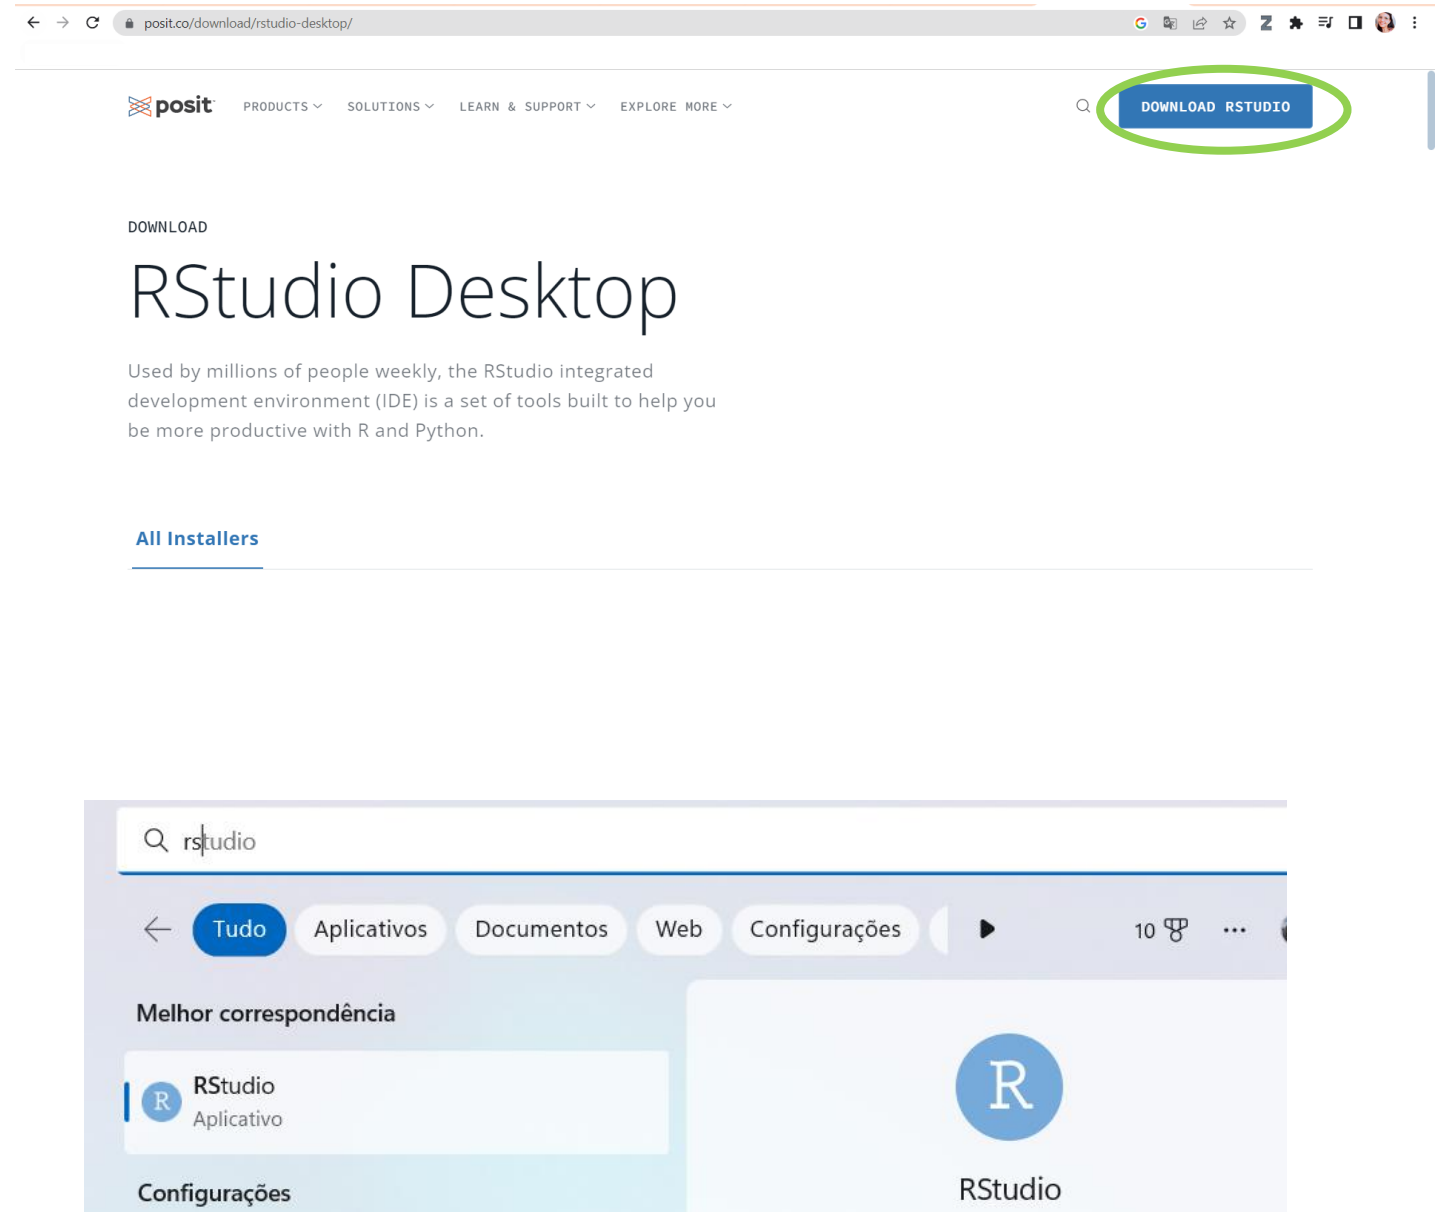 posit.co/download/rstudio-desktop/
posit PRODUCTS SOLUTIONS LEARN & SUPPORT EXPLORE MORE DOWNLOAD RSTUDIO
DOWNLOAD
RStudio Desktop
Used by millions of people weekly, the RStudio integrated
development environment (IDE) is a set of tools built to help you
be more productive with R and Python.
All Installers
rstudio
Tudo Aplicativos Documentos Web Configurações 10
Melhor correspondência
R
RStudio
Aplicativo
Configurações
R
RStudio